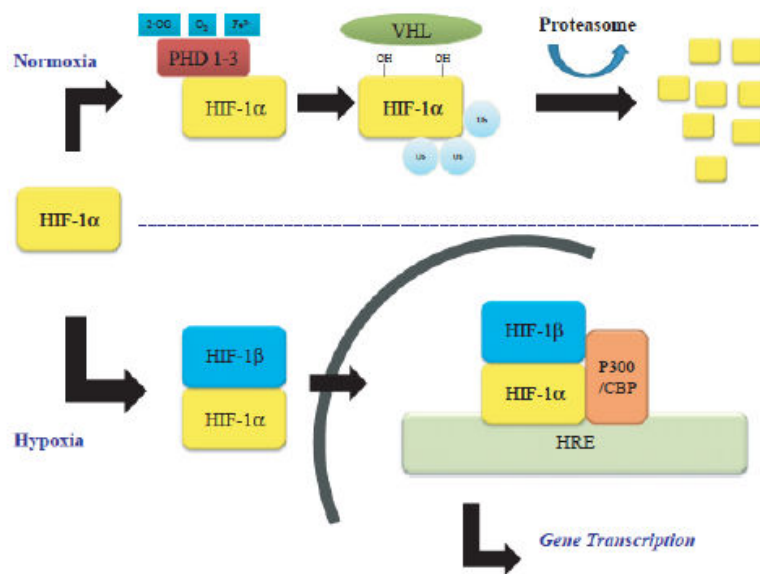 2-OG O₂ Fe²⁺
PHD 1-3
Normoxia
HIF-1α
VHL
OH OH
HIF-1α
Ub
Ub Ub
Proteasome
HIF-1α
Hypoxia
HIF-1β
HIF-1α
HIF-1β
HIF-1α
P300
/CBP
HRE
Gene Transcription